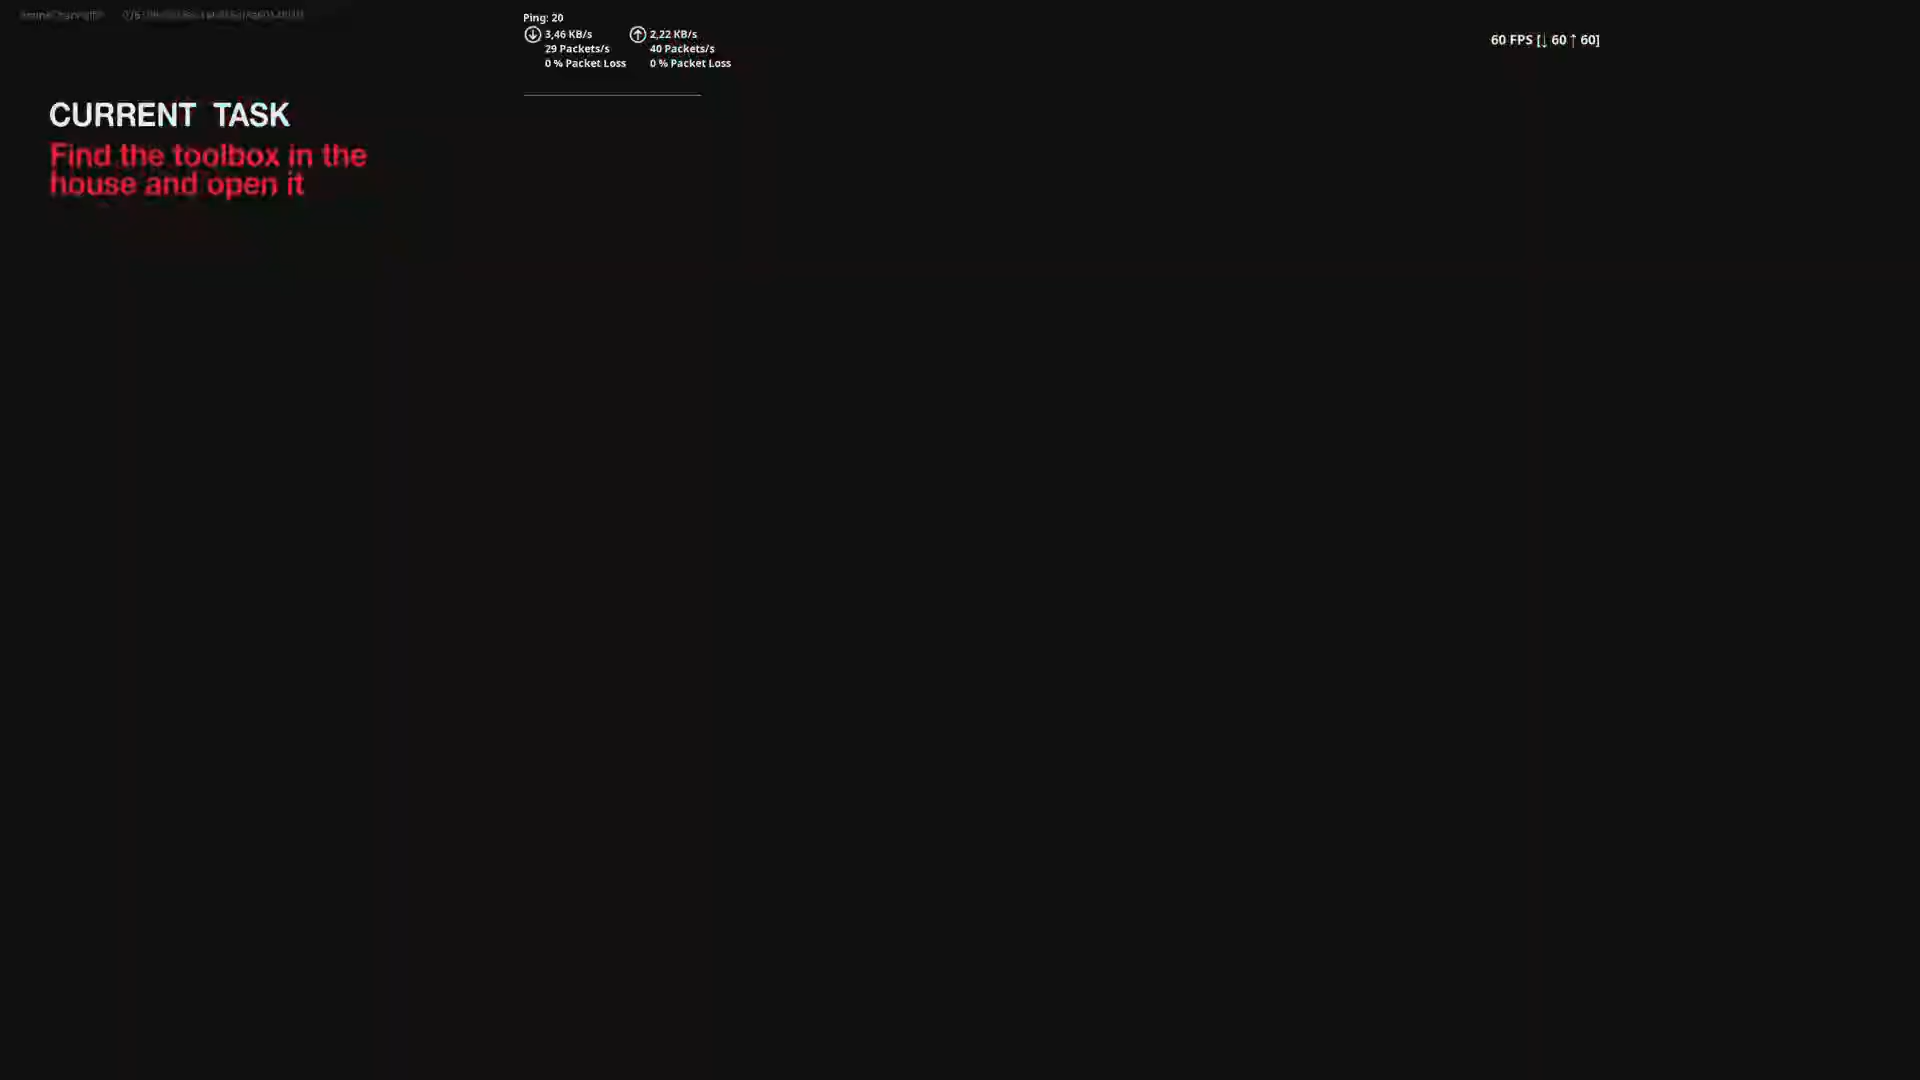 Ping: 20
3,46 KB/s 2,22 KB/s
29 Packets/s 40 Packets/s
0 % Packet Loss 0 % Packet Loss
60 FPS [↓ 60 ↑ 60]
CURRENT TASK
Find the toolbox in the
house and open it